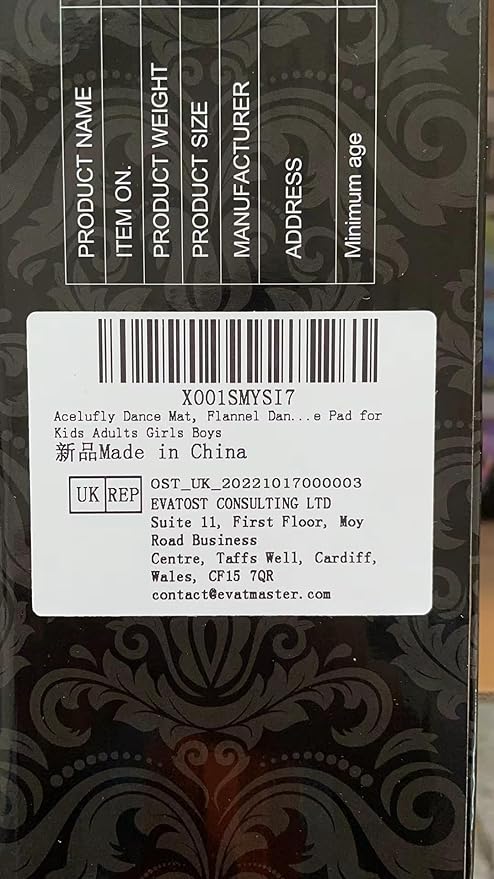 PRODUCT NAME
ITEM ON.
PRODUCT WEIGHT
PRODUCT SIZE
MANUFACTURER
ADDRESS
Minimum age
X001SMYSI7
Acelufly Dance Mat, Flannel Dan...e Pad for
Kids Adults Girls Boys
新品Made in China
UK REP
OST_UK_20221017000003
EVATOST CONSULTING LTD
Suite 11, First Floor, Moy
Road Business
Centre, Taffs Well, Cardiff,
Wales, CF15 7QR
contact@evatmaster.com